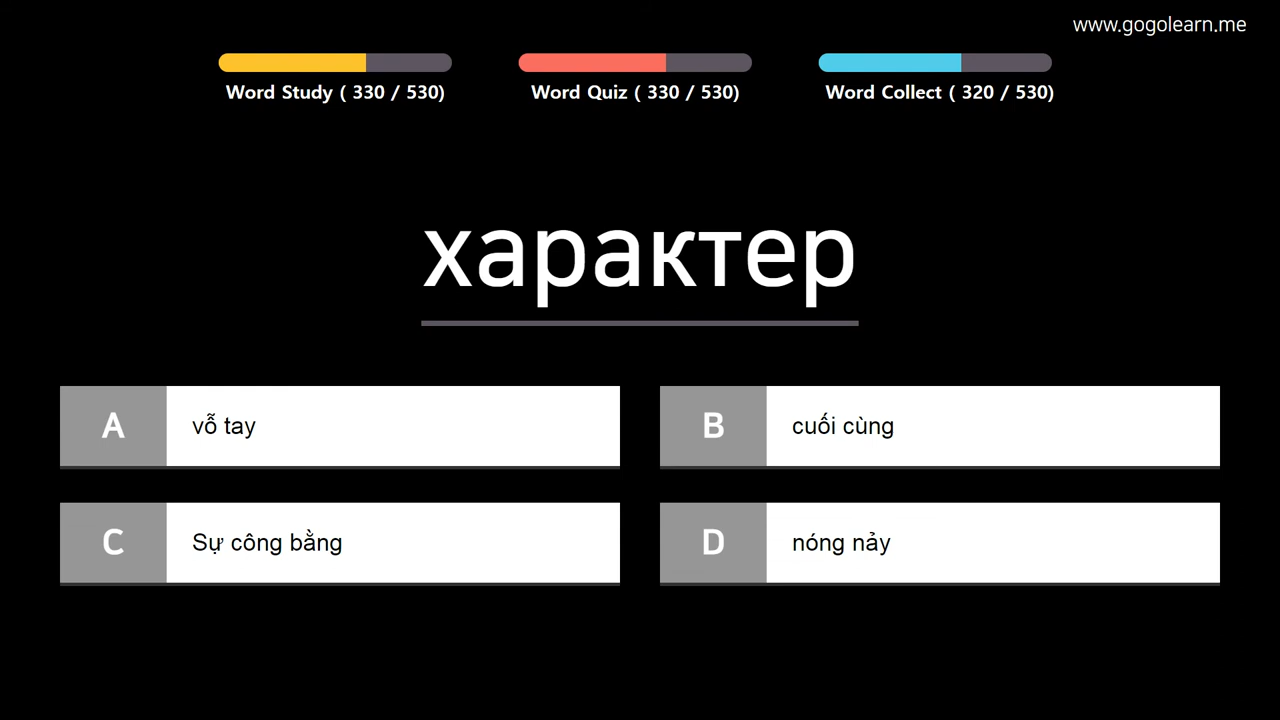 www.gogolearn.me
Word Study ( 330 / 530)
Word Quiz ( 330 / 530)
Word Collect ( 320 / 530)
характер
A
vỗ tay
B
cuối cùng
C
Sự công bằng
D
nóng nảy